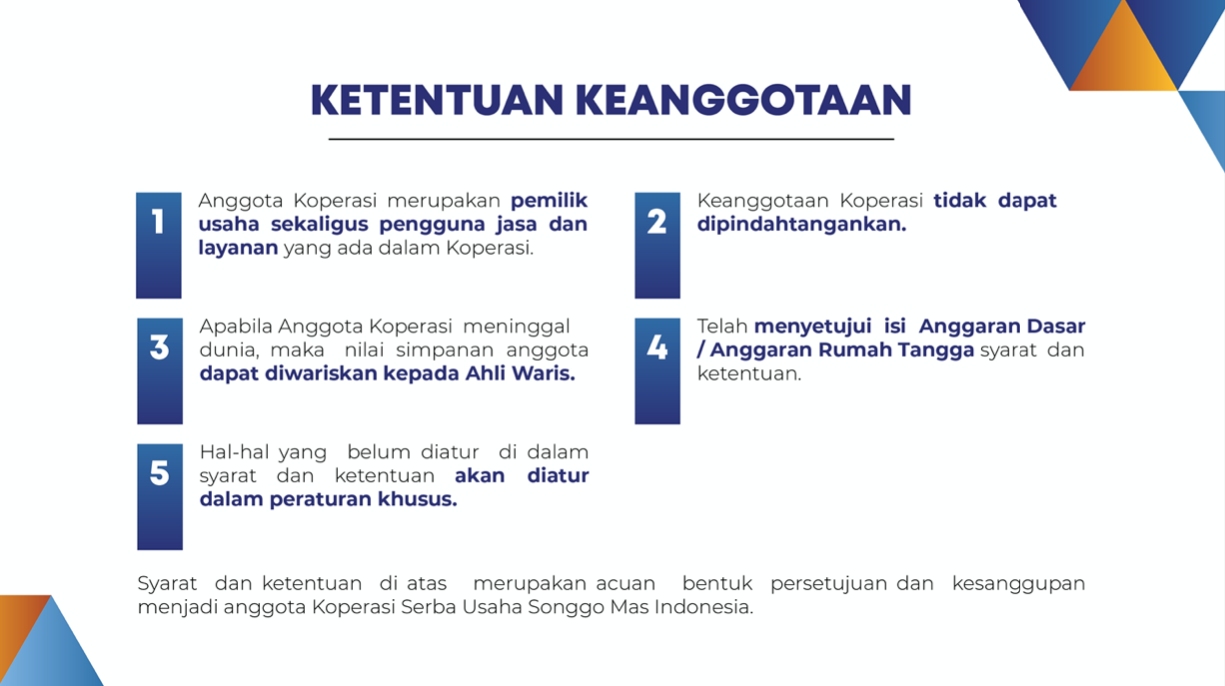 KETENTUAN KEANGGOTAAN
1
Anggota Koperasi merupakan pemilik
usaha sekaligus pengguna jasa dan
layanan yang ada dalam Koperasi.
2
Keanggotaan Koperasi tidak dapat
dipindahtangankan.
3
Apabila Anggota Koperasi meninggal
dunia, maka nilai simpanan anggota
dapat diwariskan kepada Ahli Waris.
4
Telah menyetujui isi Anggaran Dasar
/ Anggaran Rumah Tangga syarat dan
ketentuan.
5
Hal-hal yang belum diatur di dalam
syarat dan ketentuan akan diatur
dalam peraturan khusus.
Syarat dan ketentuan di atas merupakan acuan bentuk persetujuan dan kesanggupan
menjadi anggota Koperasi Serba Usaha Songgo Mas Indonesia.